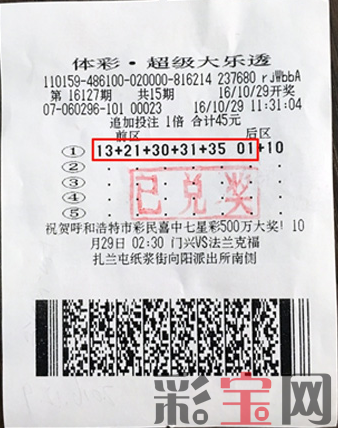 体彩·超级大乐透
110159-486100-020000-816214 237680 rJWbbA
第 16127期 共15期 16/10/29开奖
07-060296-101 00023 16/10/29 11:31:04
追加投注 1倍 合计45元
前区 后区
① 13+21+30+31+35 01+10
②
③
④
⑤
已兑奖
祝贺呼和浩特市彩民喜中七星彩500万大奖! 10
月29日 02:30 门兴VS法兰克福
扎兰屯纸浆街向阳派出所南侧
彩宝网